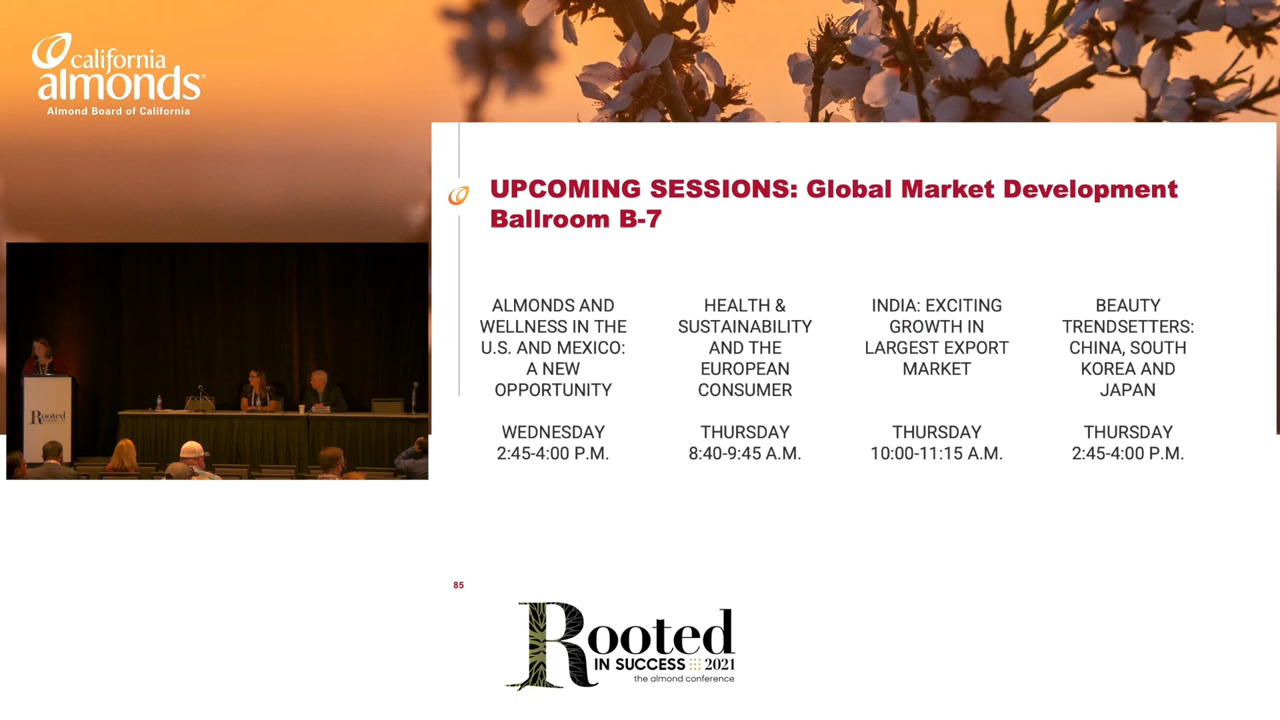 california
almonds®
Almond Board of California
UPCOMING SESSIONS: Global Market Development
Ballroom B-7
ALMONDS AND
WELLNESS IN THE
U.S. AND MEXICO:
A NEW
OPPORTUNITY
WEDNESDAY
2:45-4:00 P.M.
HEALTH &
SUSTAINABILITY
AND THE
EUROPEAN
CONSUMER
THURSDAY
8:40-9:45 A.M.
INDIA: EXCITING
GROWTH IN
LARGEST EXPORT
MARKET
THURSDAY
10:00-11:15 A.M.
BEAUTY
TRENDSETTERS:
CHINA, SOUTH
KOREA AND
JAPAN
THURSDAY
2:45-4:00 P.M.
Rooted
85
Rooted
IN SUCCESS 2021
the almond conference